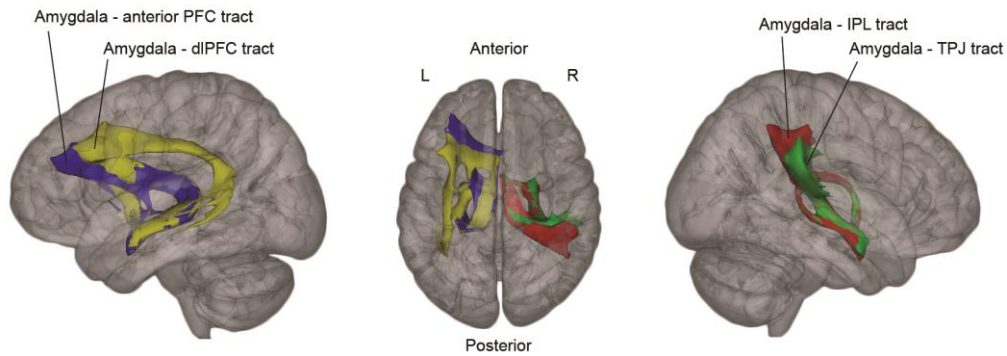 Amygdala - anterior PFC tract
Amygdala - dlPFC tract
Anterior
L
R
Amygdala - IPL tract
Amygdala - TPJ tract
Posterior